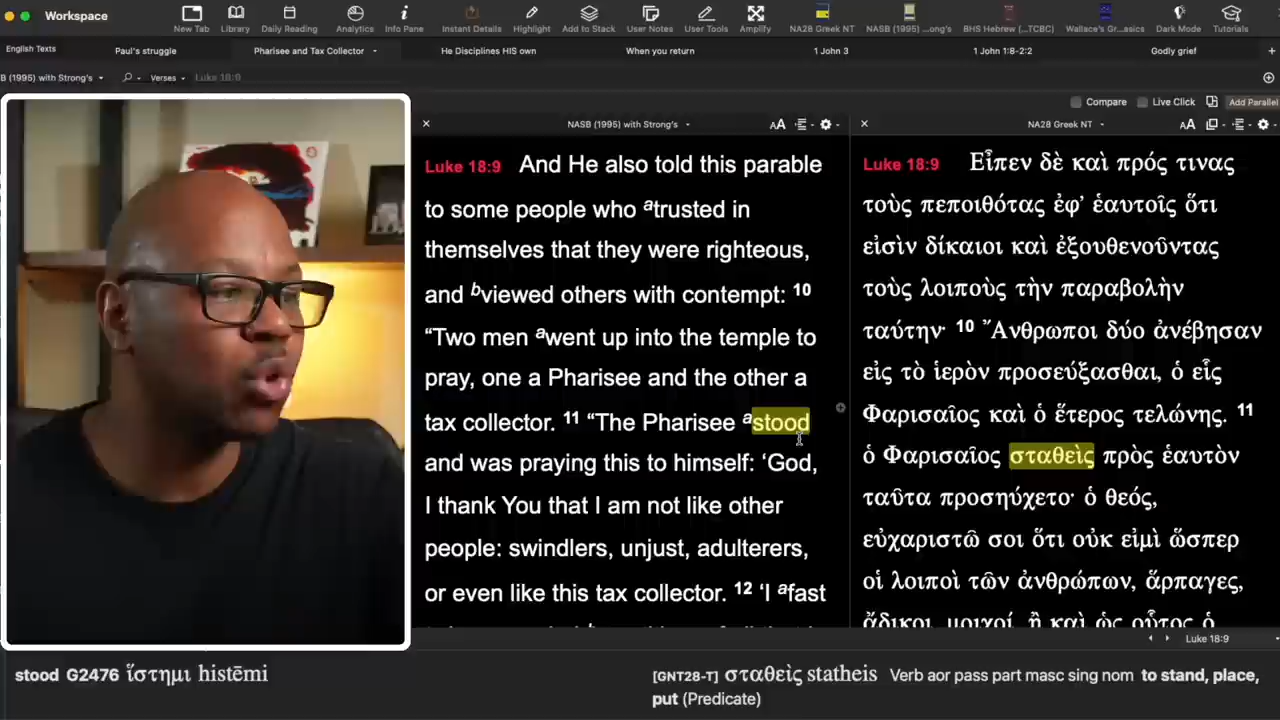 Workspace
New Tab
Library
Daily Reading
Analytics
Info Pane
Instant Details
Highlight
Add to Stack
User Notes
User Tools
Amplify
NA28 Greek NT
NASB (1995) ...ong's
BHS Hebrew (...TCBC)
Wallace's Gr...asics
Dark Mode
Tutorials
English Texts
Paul's struggle
Pharisee and Tax Collector
He Disciplines HIS own
When you return
1 John 3
1 John 1:8-2:2
Godly grief
B (1995) with Strong's
Verses
Luke 18:9
Compare
Live Click
Add Parallel
NASB (1995) with Strong's
Luke 18:9 And He also told this parable
to some people who atrusted in
themselves that they were righteous,
and bviewed others with contempt: 10
“Two men awent up into the temple to
pray, one a Pharisee and the other a
tax collector. 11 “The Pharisee astood
and was praying this to himself: ‘God,
I thank You that I am not like other
people: swindlers, unjust, adulterers,
or even like this tax collector. 12 ‘I afast
NA28 Greek NT
Luke 18:9 Εἶπεν δὲ καὶ πρός τινας
τοὺς πεποιθότας ἐφ’ ἑαυτοῖς ὅτι
εἰσὶν δίκαιοι καὶ ἐξουθενοῦντας
τοὺς λοιποὺς τὴν παραβολὴν
ταύτην· 10 Ἄνθρωποι δύο ἀνέβησαν
εἰς τὸ ἱερὸν προσεύξασθαι, ὁ εἷς
Φαρισαῖος καὶ ὁ ἕτερος τελώνης. 11
ὁ Φαρισαῖος σταθεὶς πρὸς ἑαυτὸν
ταῦτα προσηύχετο· ὁ θεός,
εὐχαριστῶ σοι ὅτι οὐκ εἰμὶ ὥσπερ
οἱ λοιποὶ τῶν ἀνθρώπων, ἅρπαγες,
ἄδικοι, μοιχοί, ἢ καὶ ὡς οὗτος ὁ
Luke 18:9
stood G2476 ἵστημι histēmi
[GNT28-T] σταθεὶς statheis Verb aor pass part masc sing nom to stand, place,
put (Predicate)